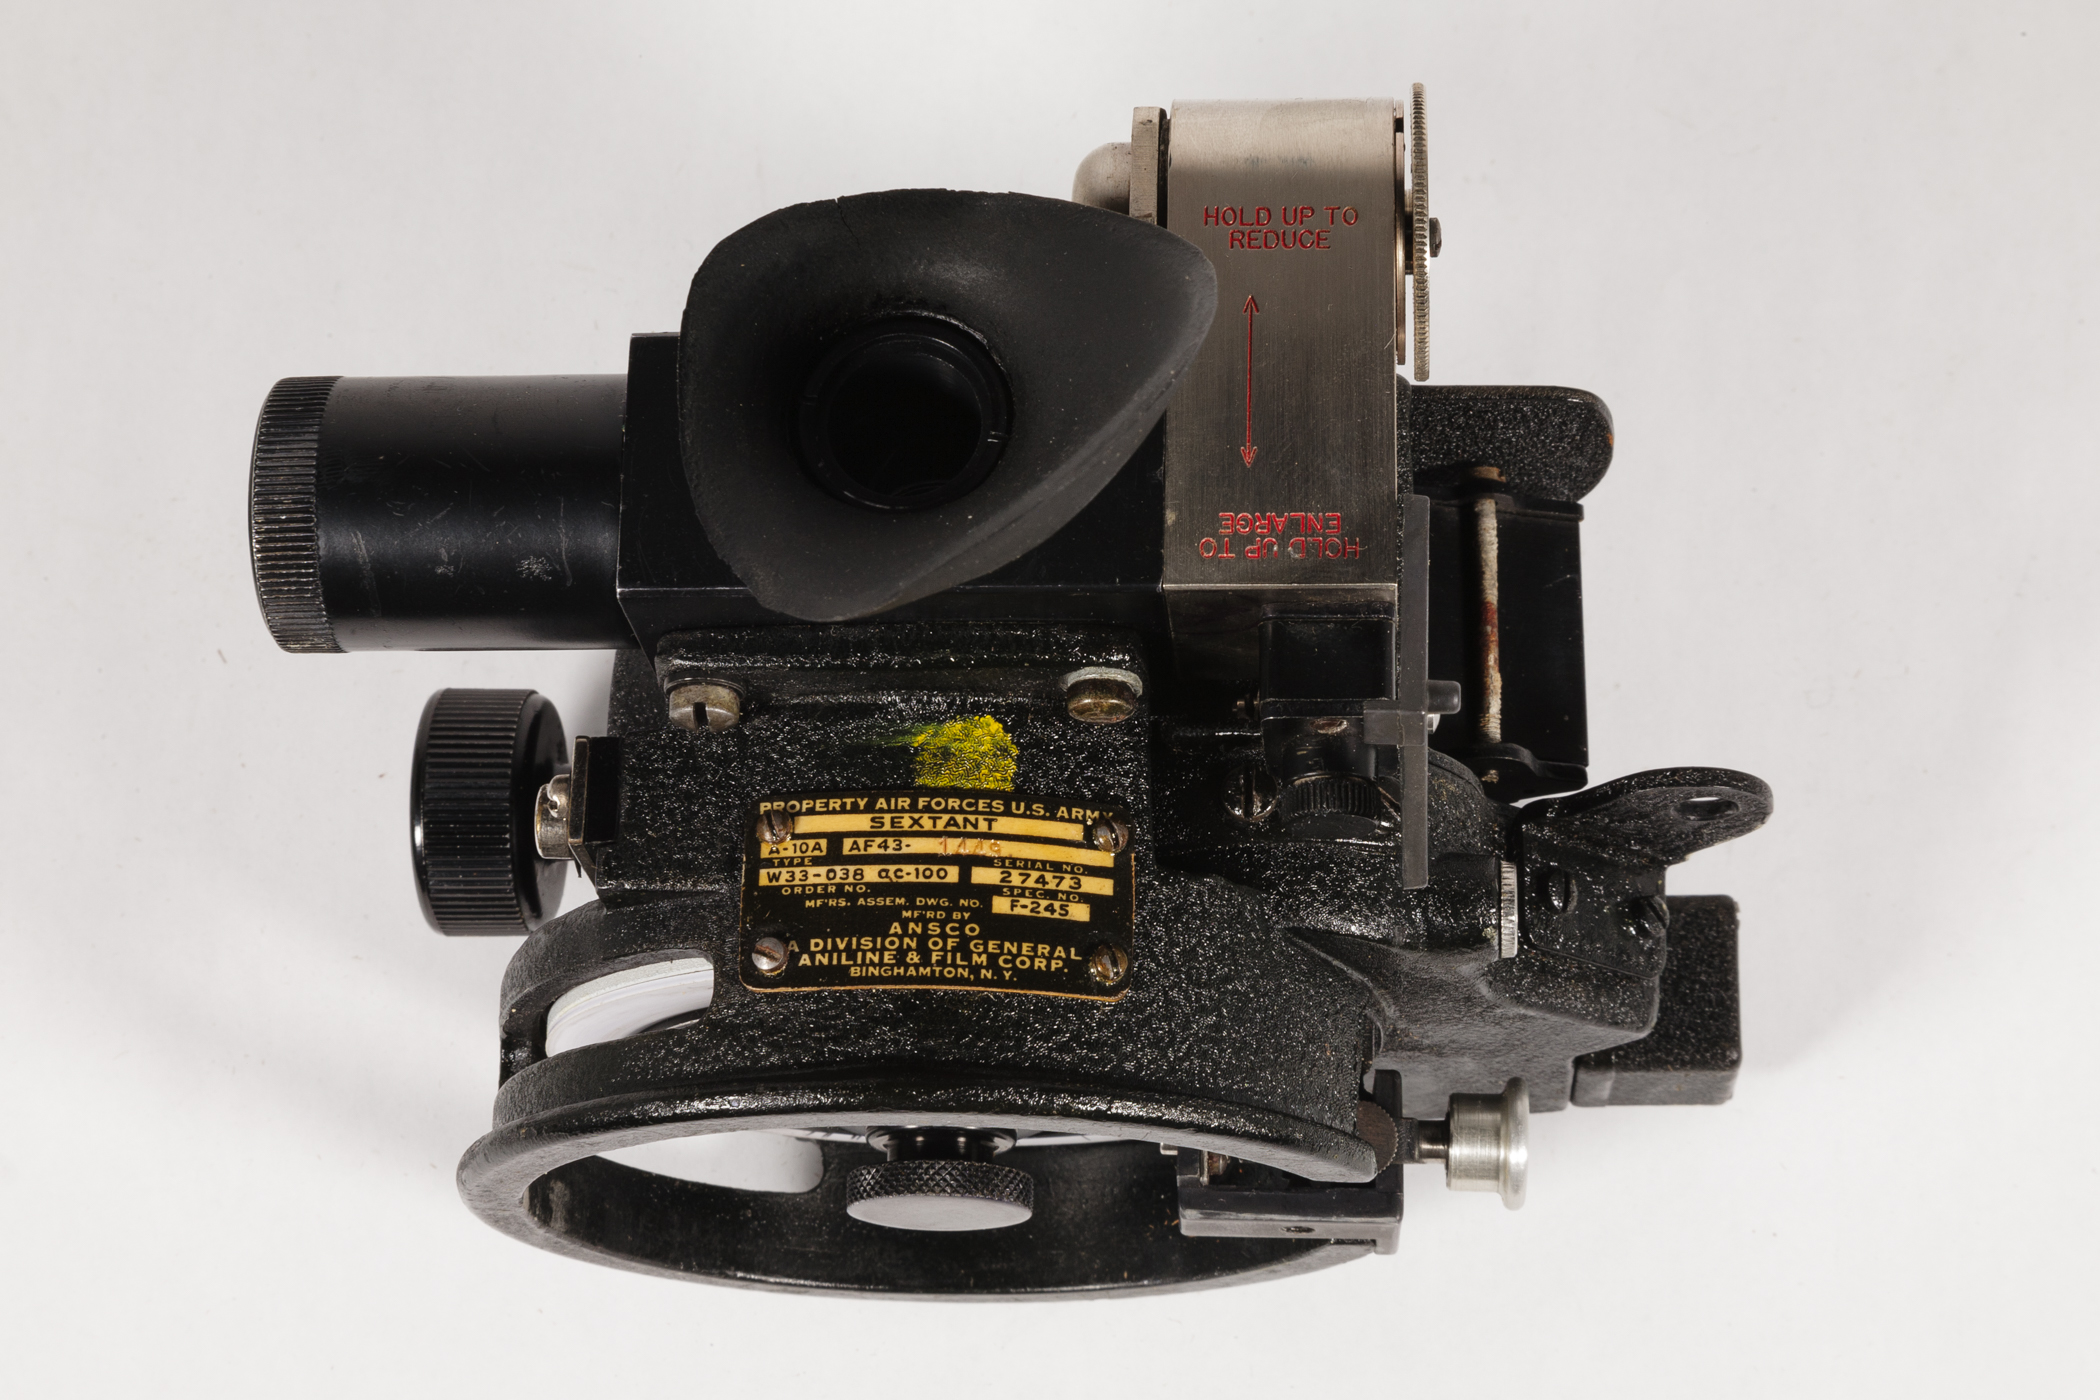 HOLD UP TO
REDUCE
HOLD UP TO
ENLARGE
PROPERTY AIR FORCES U.S. ARMY
SEXTANT
A-10A AF43-
TYPE SERIAL NO.
W33-038 ac-100 27473
ORDER NO. SPEC. NO.
MF'RS. ASSEM. DWG. NO. F-245
MF'RD BY
ANSCO
A DIVISION OF GENERAL
ANILINE & FILM CORP.
BINGHAMTON, N.Y.